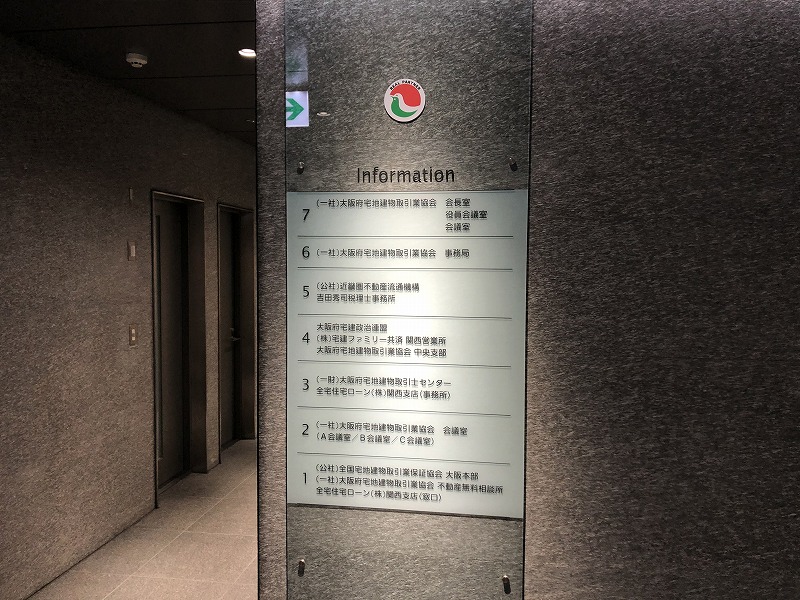 REAL PARTNER
Information
7 (一社)大阪府宅地建物取引業協会 会長室
役員会議室
会議室
6 (一社)大阪府宅地建物取引業協会 事務局
5 (公社)近畿圏不動産流通機構
吉田秀司税理士事務所
4 大阪府宅建政治連盟
(株)宅建ファミリー共済 関西営業所
大阪府宅地建物取引業協会 中央支部
3 (一財)大阪府宅地建物取引士センター
全宅住宅ローン(株)関西支店(事務所)
2 (一社)大阪府宅地建物取引業協会 会議室
(A会議室/B会議室/C会議室)
1 (公社)全国宅地建物取引業保証協会 大阪本部
(一社)大阪府宅地建物取引業協会 不動産無料相談所
全宅住宅ローン(株)関西支店(窓口)